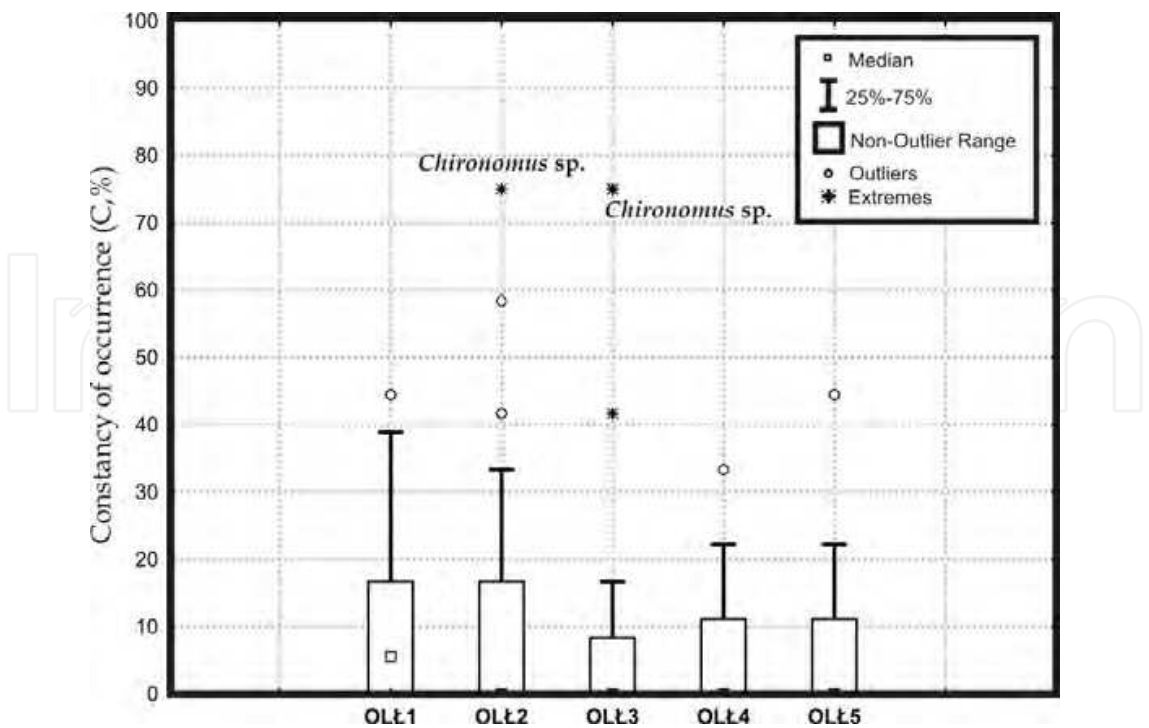 100
90
80
70
60
50
40
30
20
10
0
Constancy of occurrence (C,%)
Median
25%-75%
Non-Outlier Range
Outliers
Extremes
Chironomus sp.
Chironomus sp.
OLŁ1 OLŁ2 OLŁ3 OLŁ4 OLŁ5